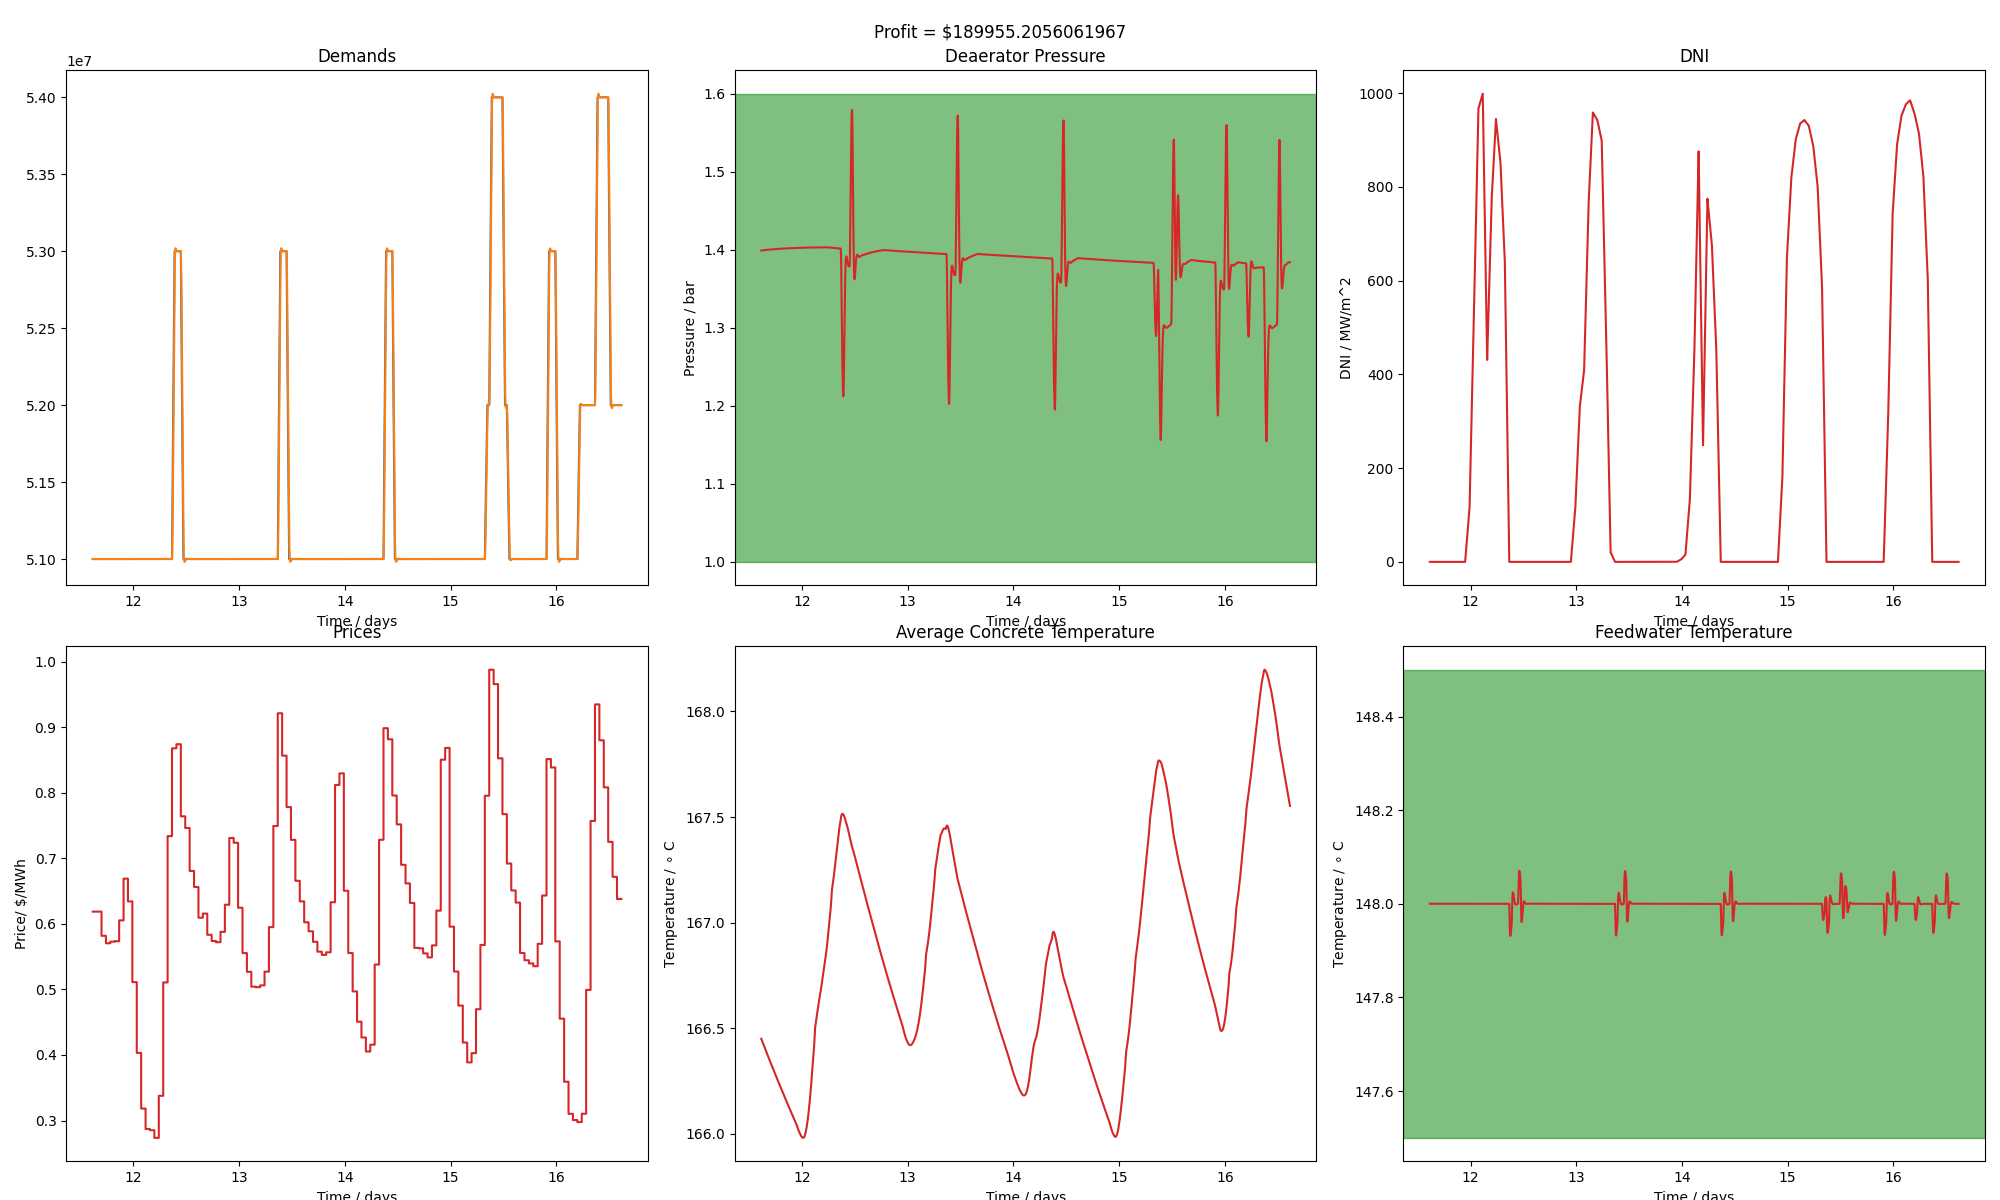 Profit = $189955.2056061967
Demands
1e7
5.40
5.35
5.30
5.25
5.20
5.15
5.10
12 13 14 15 16
Time / days
Deaerator Pressure
Pressure / bar
1.6
1.5
1.4
1.3
1.2
1.1
1.0
12 13 14 15 16
Time / days
DNI
DNI / MW/m^2
1000
800
600
400
200
0
12 13 14 15 16
Time / days
Prices
Price/ $/MWh
1.0
0.9
0.8
0.7
0.6
0.5
0.4
0.3
12 13 14 15 16
Time / days
Average Concrete Temperature
Temperature / ∘ C
168.0
167.5
167.0
166.5
166.0
12 13 14 15 16
Time / days
Feedwater Temperature
Temperature / ∘ C
148.4
148.2
148.0
147.8
147.6
12 13 14 15 16
Time / days